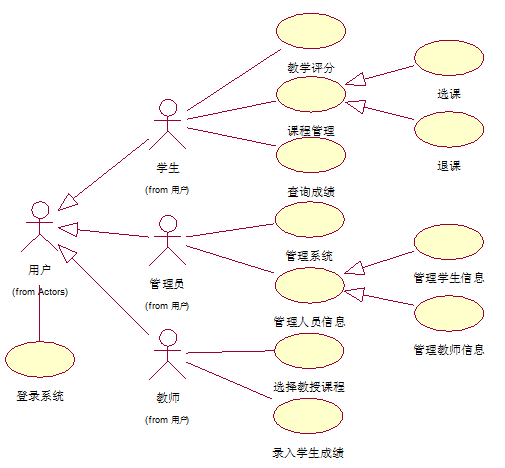 教学评分
选课
课程管理
学生
(from 用户)
退课
查询成绩
用户
(from Actors)
管理系统
管理员
(from 用户)
管理学生信息
管理人员信息
管理教师信息
选择教授课程
登录系统
教师
(from 用户)
录入学生成绩